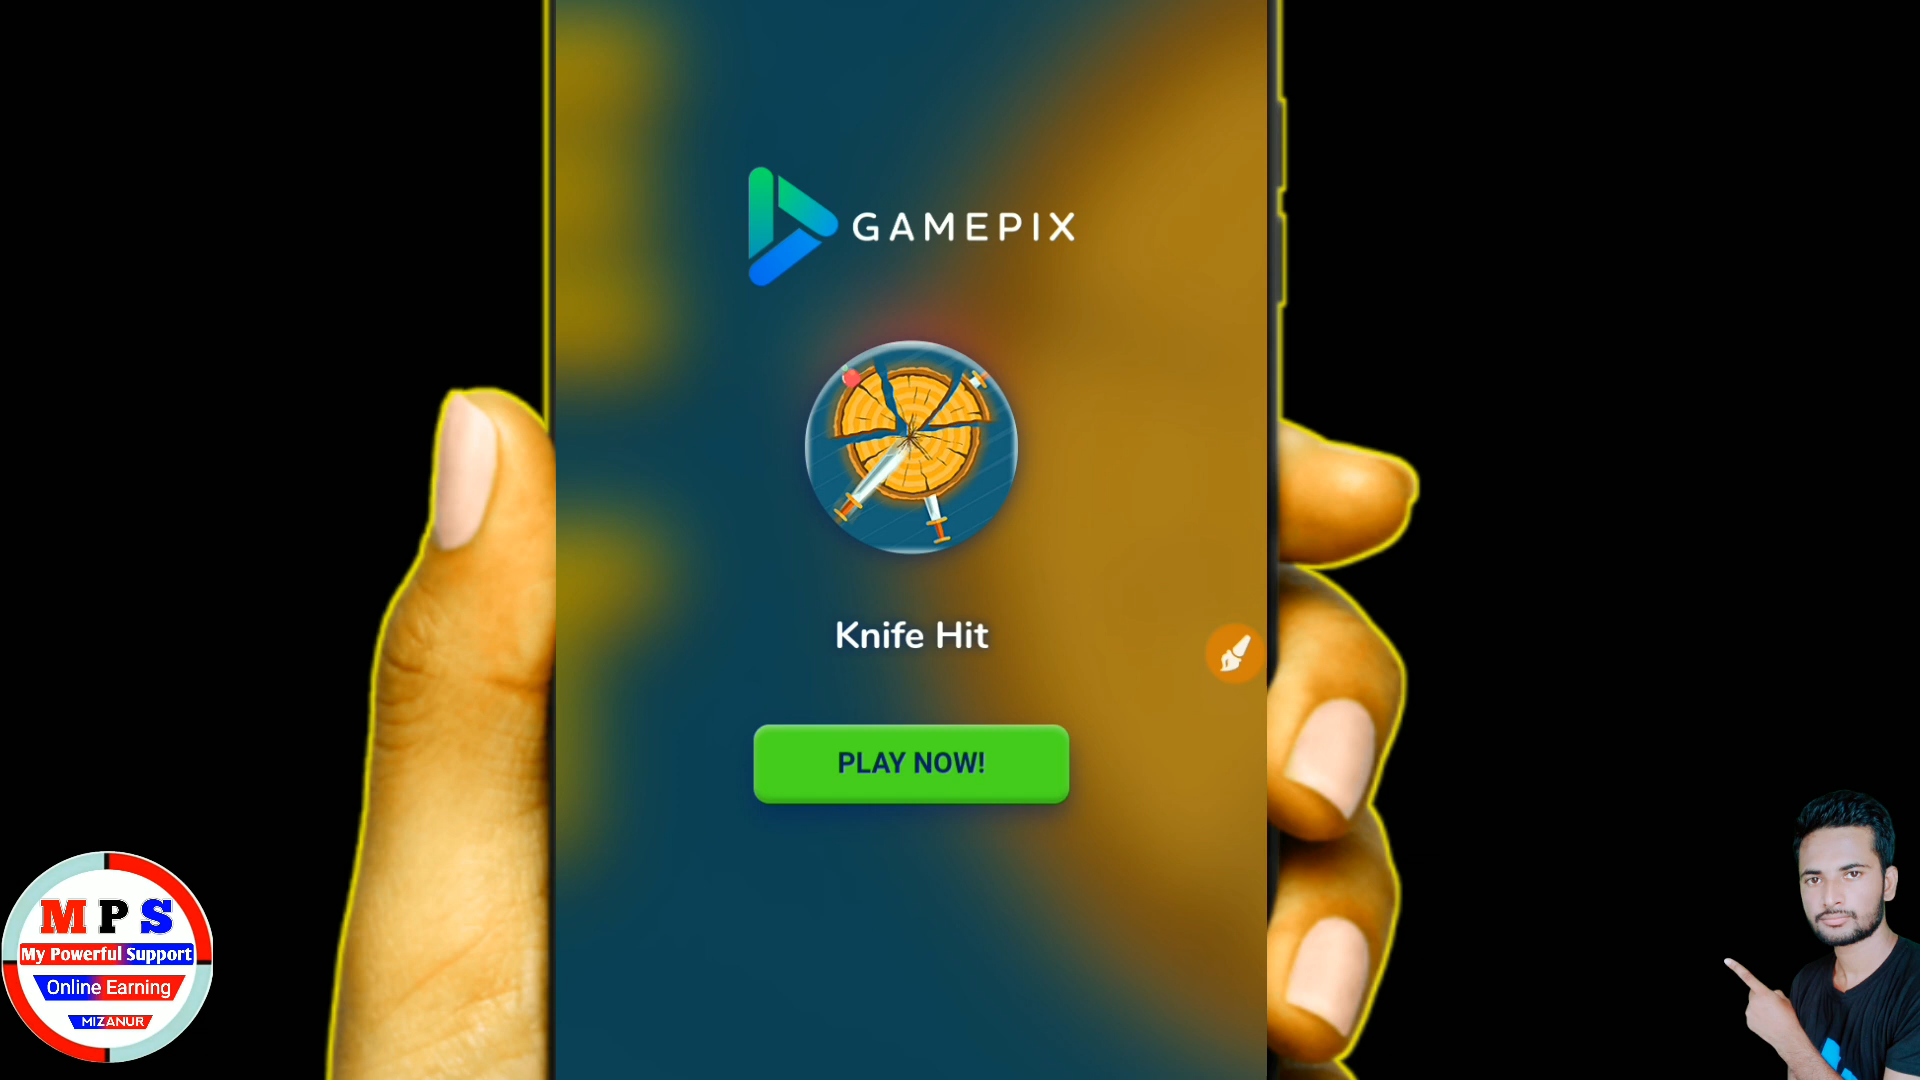 GAMEPIX
Knife Hit
PLAY NOW!
M P S
My Powerful Support
Online Earning
MIZANUR